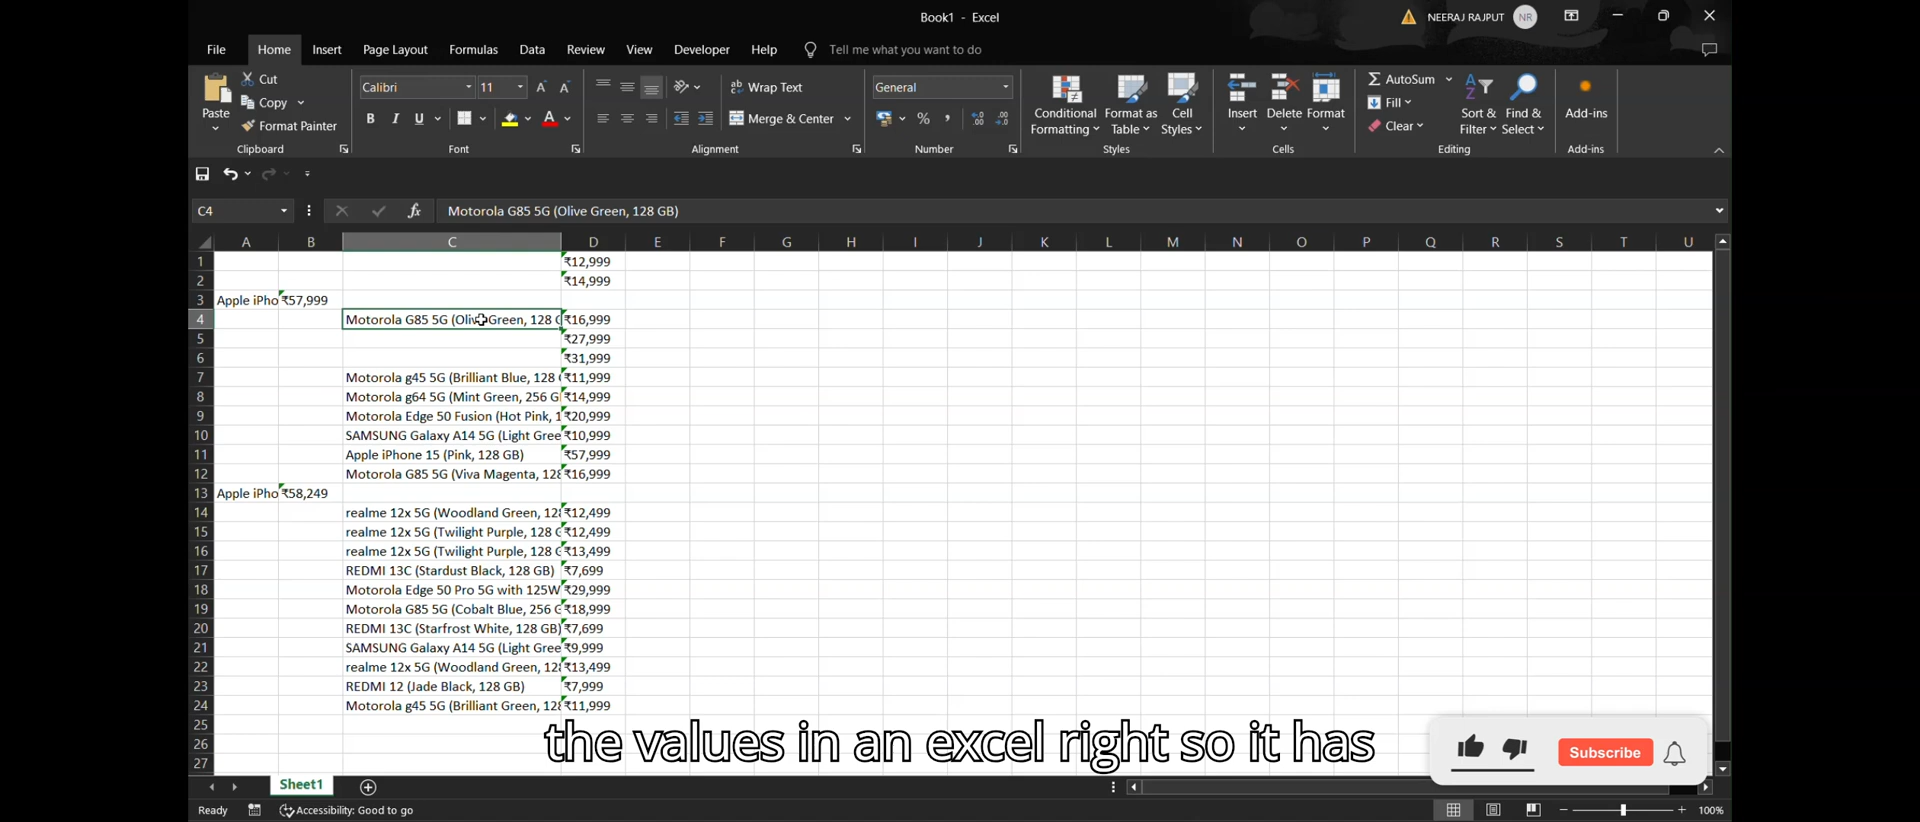 Book1 - Excel
NEERAJ RAJPUT NR
File Home Insert Page Layout Formulas Data Review View Developer Help Tell me what you want to do
Paste
Cut
Copy
Format Painter
Clipboard
Calibri 11
B I U A
Font
Wrap Text
Merge & Center
Alignment
General
Number
Conditional Formatting
Format as Table
Cell Styles
Styles
Insert Delete Format
Cells
AutoSum
Fill
Clear
Sort & Filter
Find & Select
Editing
Add-ins
Add-ins
C4 fx Motorola G85 5G (Olive Green, 128 GB)
A B C D E F G H I J K L M N O P Q R S T U
1 ₹12,999
2 ₹14,999
3 Apple iPho ₹57,999
4 Motorola G85 5G (Olive Green, 128 G ₹16,999
5 ₹27,999
6 ₹31,999
7 Motorola g45 5G (Brilliant Blue, 128 ₹11,999
8 Motorola g64 5G (Mint Green, 256 G ₹14,999
9 Motorola Edge 50 Fusion (Hot Pink, 1 ₹20,999
10 SAMSUNG Galaxy A14 5G (Light Gree ₹10,999
11 Apple iPhone 15 (Pink, 128 GB) ₹57,999
12 Motorola G85 5G (Viva Magenta, 128 ₹16,999
13 Apple iPho ₹58,249
14 realme 12x 5G (Woodland Green, 128 ₹12,499
15 realme 12x 5G (Twilight Purple, 128 G ₹12,499
16 realme 12x 5G (Twilight Purple, 128 G ₹13,499
17 REDMI 13C (Stardust Black, 128 GB) ₹7,699
18 Motorola Edge 50 Pro 5G with 125W ₹29,999
19 Motorola G85 5G (Cobalt Blue, 256 G ₹18,999
20 REDMI 13C (Starfrost White, 128 GB) ₹7,699
21 SAMSUNG Galaxy A14 5G (Light Gree ₹9,999
22 realme 12x 5G (Woodland Green, 128 ₹13,499
23 REDMI 12 (Jade Black, 128 GB) ₹7,999
24 Motorola g45 5G (Brilliant Green, 128 ₹11,999
25
26
27
the values in an excel right so it has
Subscribe
Sheet1
Ready Accessibility: Good to go 100%